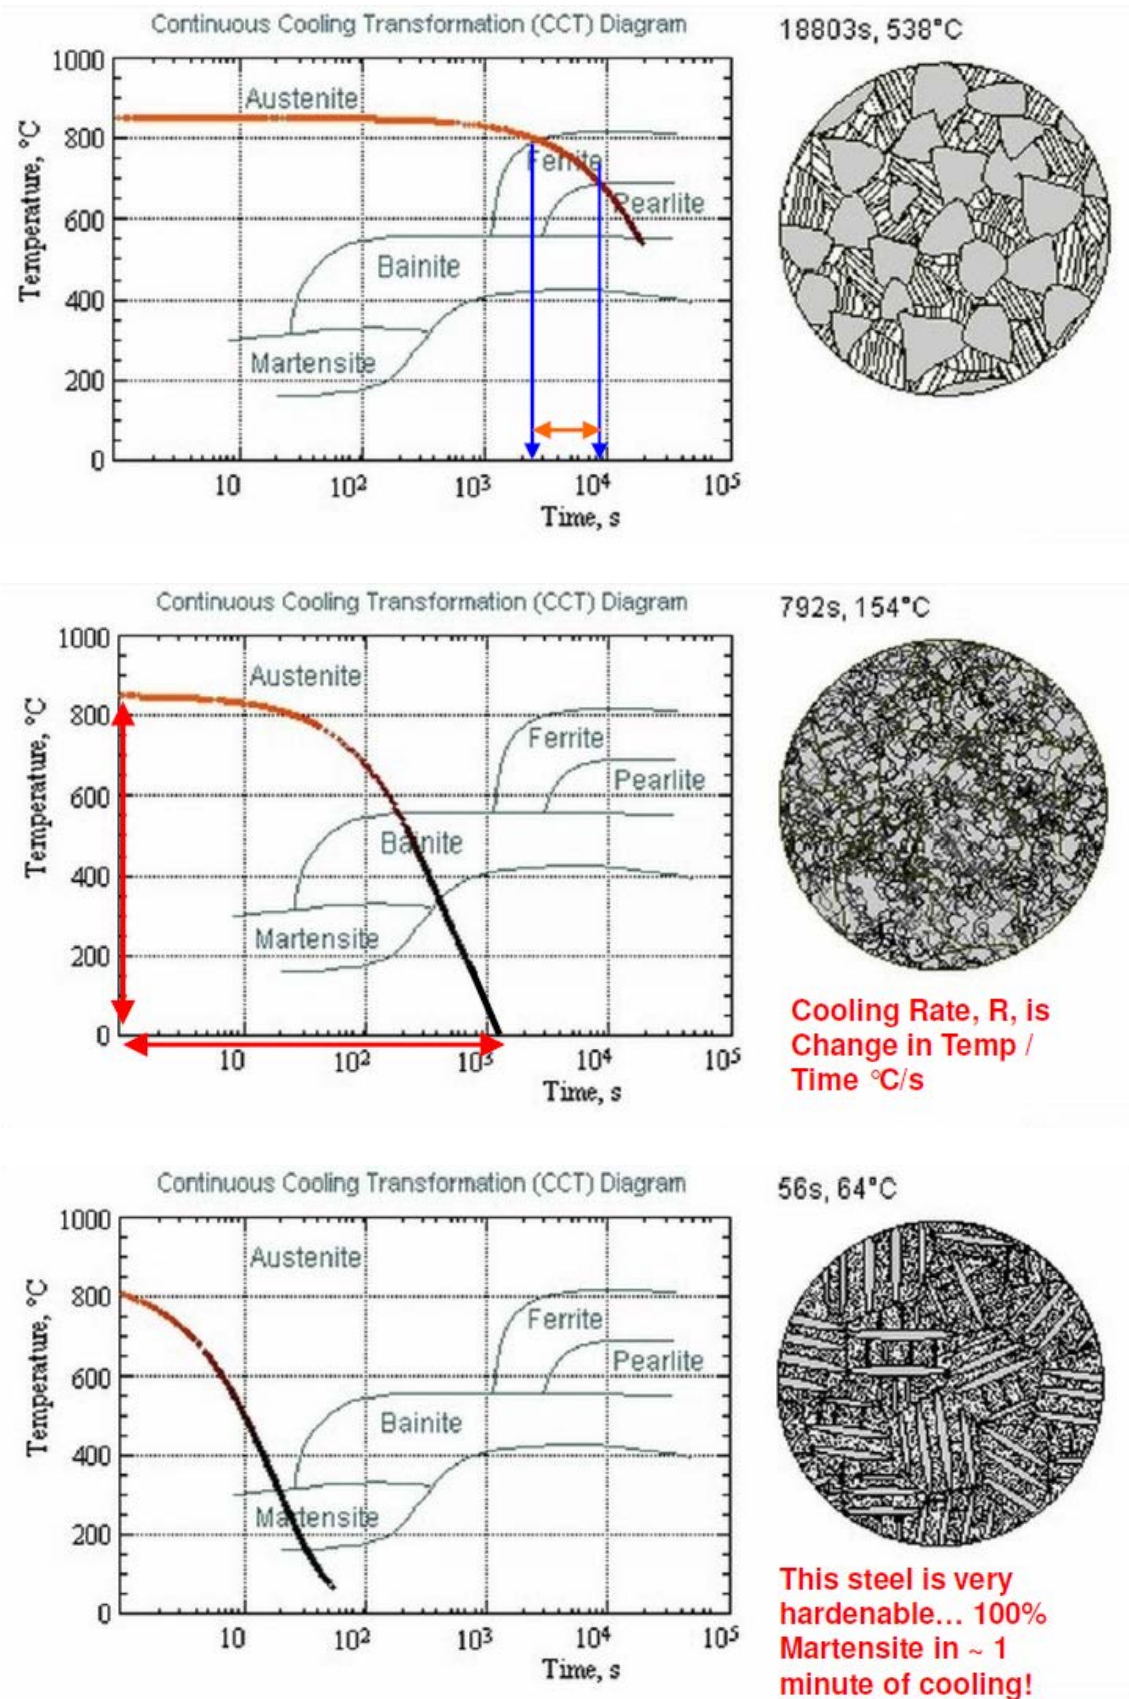 Continuous Cooling Transformation (CCT) Diagram
18803s, 538°C
1000
800
600
400
200
0
Temperature, °C
Austenite
Ferrite
Pearlite
Bainite
Martensite
10
10²
10³
10⁴
10⁵
Time, s
Continuous Cooling Transformation (CCT) Diagram
792s, 154°C
1000
800
600
400
200
0
Temperature, °C
Austenite
Ferrite
Pearlite
Bainite
Martensite
10
10²
10³
10⁴
10⁵
Time, s
Cooling Rate, R, is
Change in Temp /
Time °C/s
Continuous Cooling Transformation (CCT) Diagram
56s, 64°C
1000
800
600
400
200
0
Temperature, °C
Austenite
Ferrite
Pearlite
Bainite
Martensite
10
10²
10³
10⁴
10⁵
Time, s
This steel is very
hardenable... 100%
Martensite in ~ 1
minute of cooling!